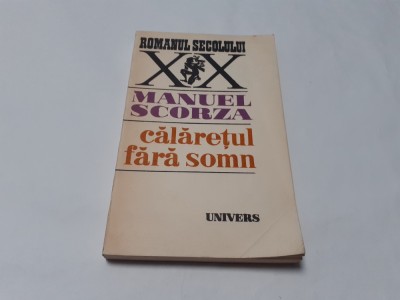 ROMANUL SECOLULUI
XX
MANUEL
SCORZA
călărețul
fără somn
UNIVERS